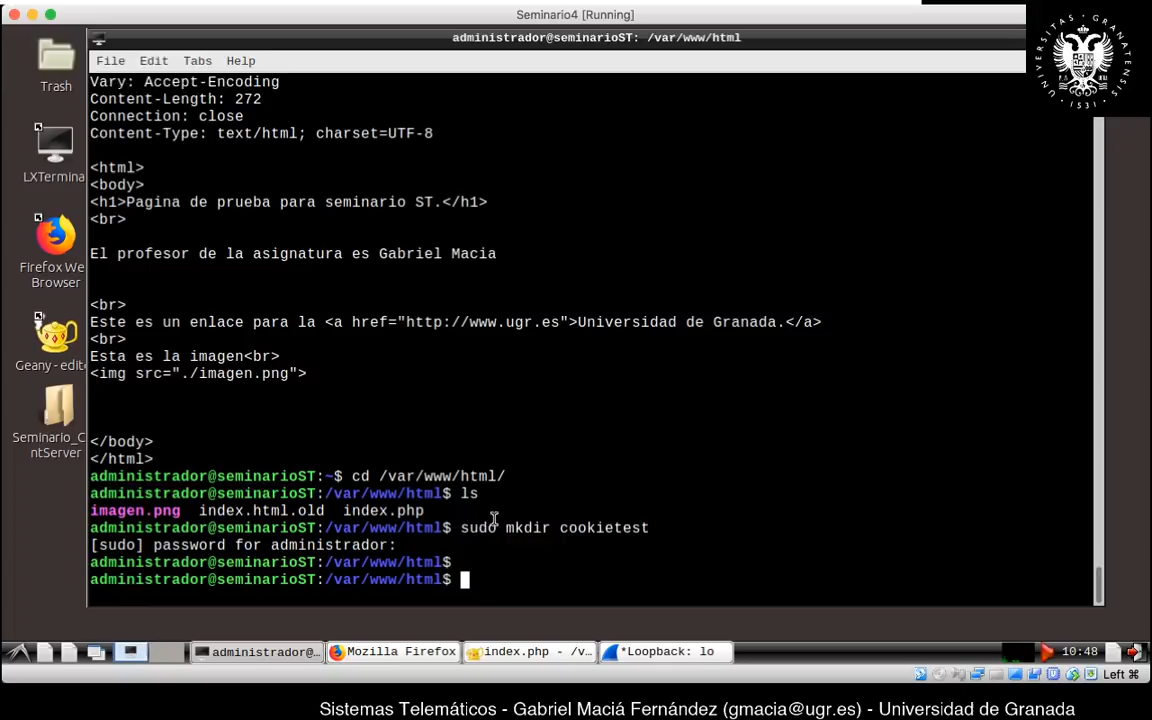 Seminario4 [Running]
administrador@seminarioST: /var/www/html
File Edit Tabs Help
Vary: Accept-Encoding
Content-Length: 272
Connection: close
Content-Type: text/html; charset=UTF-8
<html>
<body>
<h1>Pagina de prueba para seminario ST.</h1>
<br>
El profesor de la asignatura es Gabriel Macia
<br>
Este es un enlace para la <a href="http://www.ugr.es">Universidad de Granada.</a>
<br>
Esta es la imagen<br>
<img src="./imagen.png">
</body>
</html>
administrador@seminarioST:~$ cd /var/www/html/
administrador@seminarioST:/var/www/html$ ls
imagen.png index.html.old index.php
administrador@seminarioST:/var/www/html$ sudo mkdir cookietest
[sudo] password for administrador:
administrador@seminarioST:/var/www/html$
administrador@seminarioST:/var/www/html$
Trash
LXTermina
Firefox We
Browser
Geany - edit
Seminario_C
ntServer
administrador@... Mozilla Firefox index.php - /v... *Loopback: lo 10:48
Left ⌘
UNIVERSITAS GRANATENSIS 1531
Sistemas Telemáticos - Gabriel Maciá Fernández (gmacia@ugr.es) - Universidad de Granada